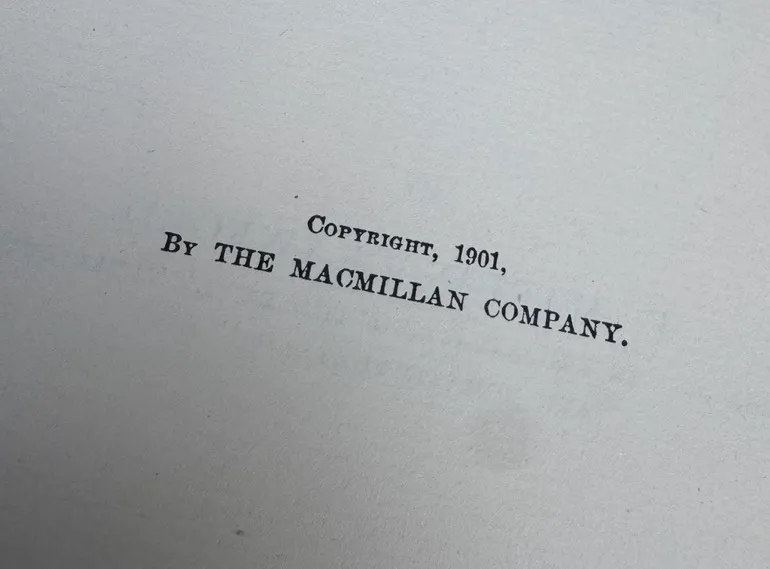 Copyright, 1901,
By THE MACMILLAN COMPANY.